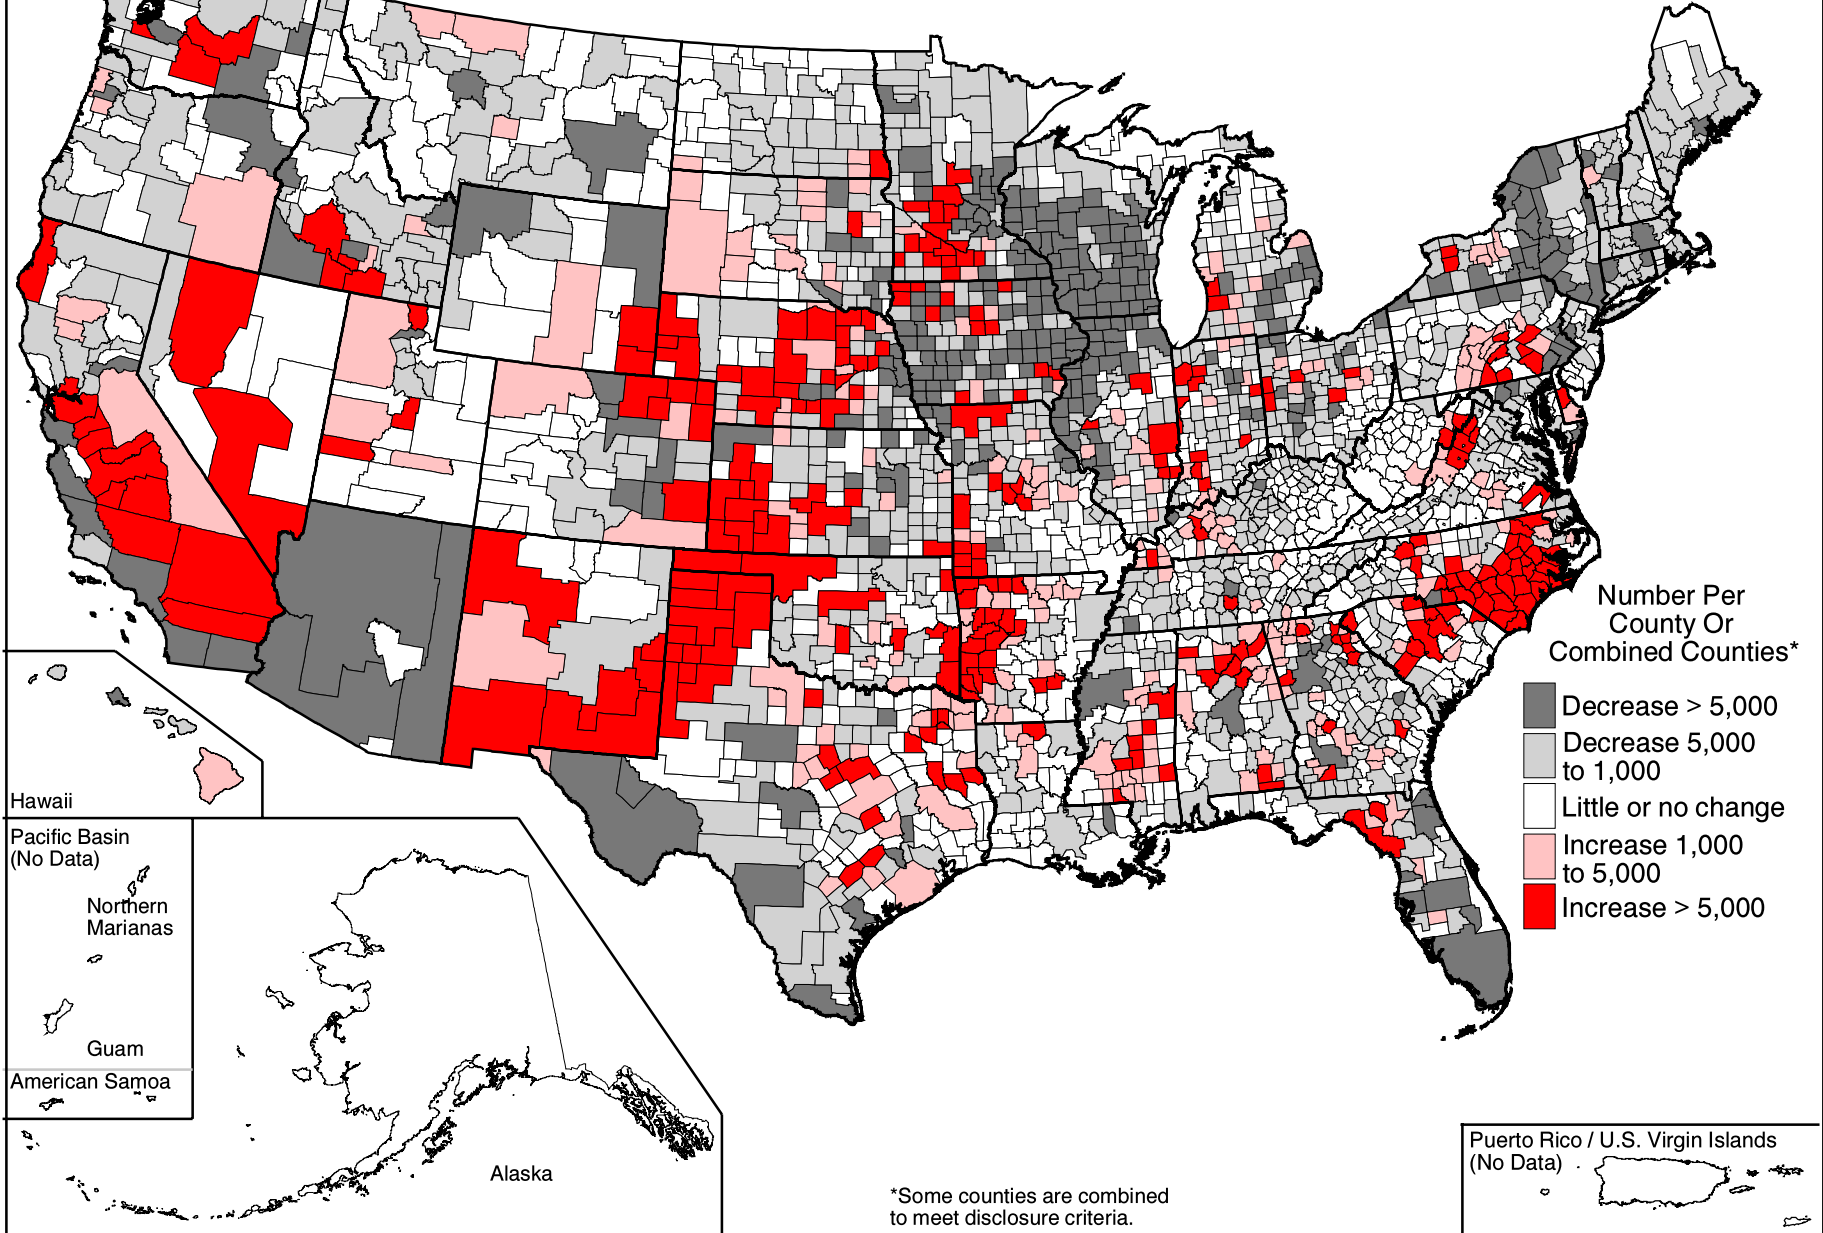 Number Per
County Or
Combined Counties*
Decrease > 5,000
Decrease 5,000
to 1,000
Little or no change
Increase 1,000
to 5,000
Increase > 5,000
Hawaii
Pacific Basin
(No Data)
Northern
Marianas
Guam
American Samoa
Alaska
*Some counties are combined
to meet disclosure criteria.
Puerto Rico / U.S. Virgin Islands
(No Data)